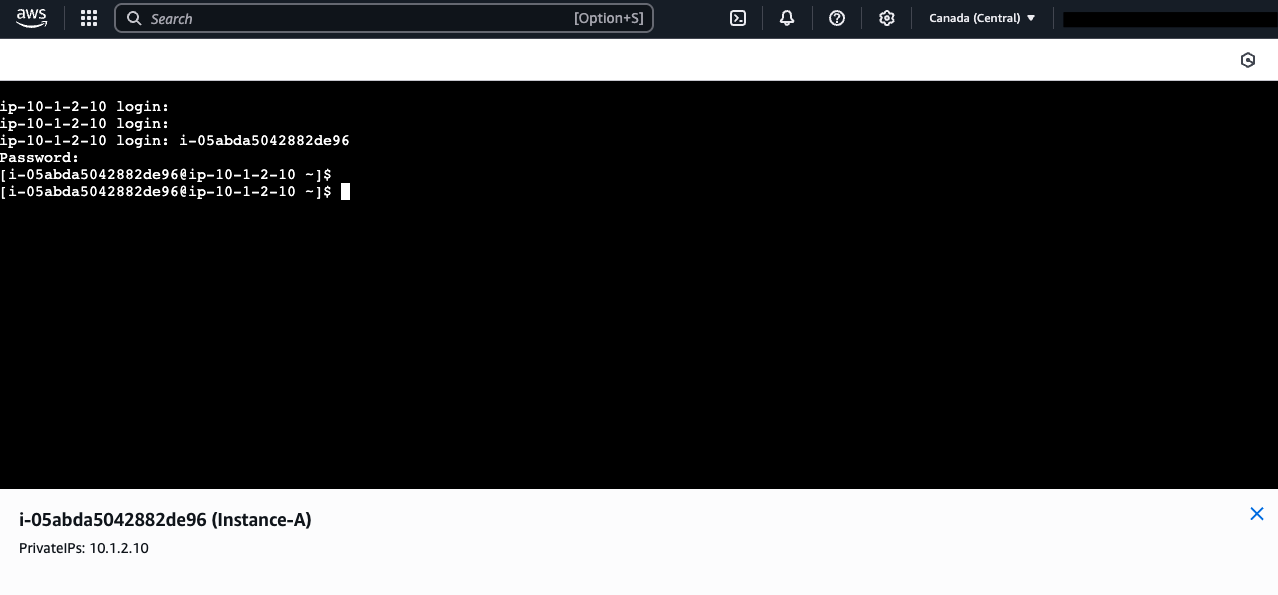 aws
Search
[Option+S]
Canada (Central)
ip-10-1-2-10 login:
ip-10-1-2-10 login:
ip-10-1-2-10 login: i-05abda5042882de96
Password:
[i-05abda5042882de96@ip-10-1-2-10 ~]$
[i-05abda5042882de96@ip-10-1-2-10 ~]$
i-05abda5042882de96 (Instance-A)
PrivateIPs: 10.1.2.10